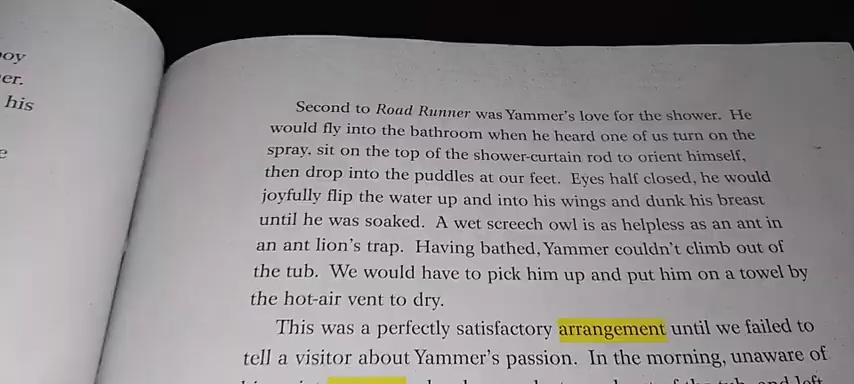 oy
er.
his
e
Second to Road Runner was Yammer's love for the shower. He
would fly into the bathroom when he heard one of us turn on the
spray, sit on the top of the shower-curtain rod to orient himself,
then drop into the puddles at our feet. Eyes half closed, he would
joyfully flip the water up and into his wings and dunk his breast
until he was soaked. A wet screech owl is as helpless as an ant in
an ant lion's trap. Having bathed, Yammer couldn't climb out of
the tub. We would have to pick him up and put him on a towel by
the hot-air vent to dry.
This was a perfectly satisfactory arrangement until we failed to
tell a visitor about Yammer's passion. In the morning, unaware of